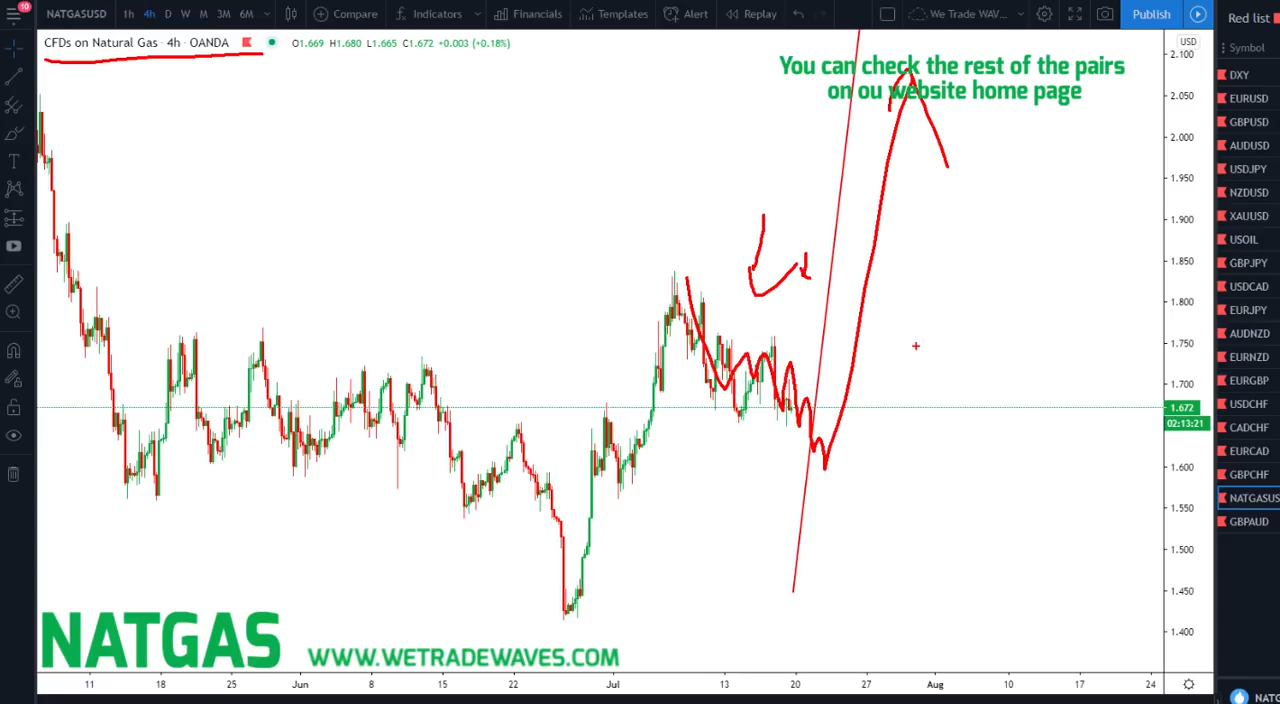 10
NATGASUSD 1h 4h D W M 3M 6M Compare Indicators Financials Templates Alert Replay We Trade WAV... Publish Red list
CFDs on Natural Gas · 4h · OANDA O1.669 H1.680 L1.665 C1.672 +0.003 (+0.18%)
USD
Symbol
You can check the rest of the pairs
on ou website home page
2.100
2.050
2.000
1.950
1.900
1.850
1.800
1.750
1.700
1.672
02:13:21
1.600
1.550
1.500
1.450
1.400
DXY
EURUSD
GBPUSD
AUDUSD
USDJPY
NZDUSD
XAUUSD
USOIL
GBPJPY
USDCAD
EURJPY
AUDNZD
EURNZD
EURGBP
USDCHF
CADCHF
EURCAD
GBPCHF
NATGASUS
GBPAUD
NATGAS
WWW.WETRADEWAVES.COM
11 18 25 Jun 8 15 22 Jul 13 20 27 Aug 10 17 24
NATG